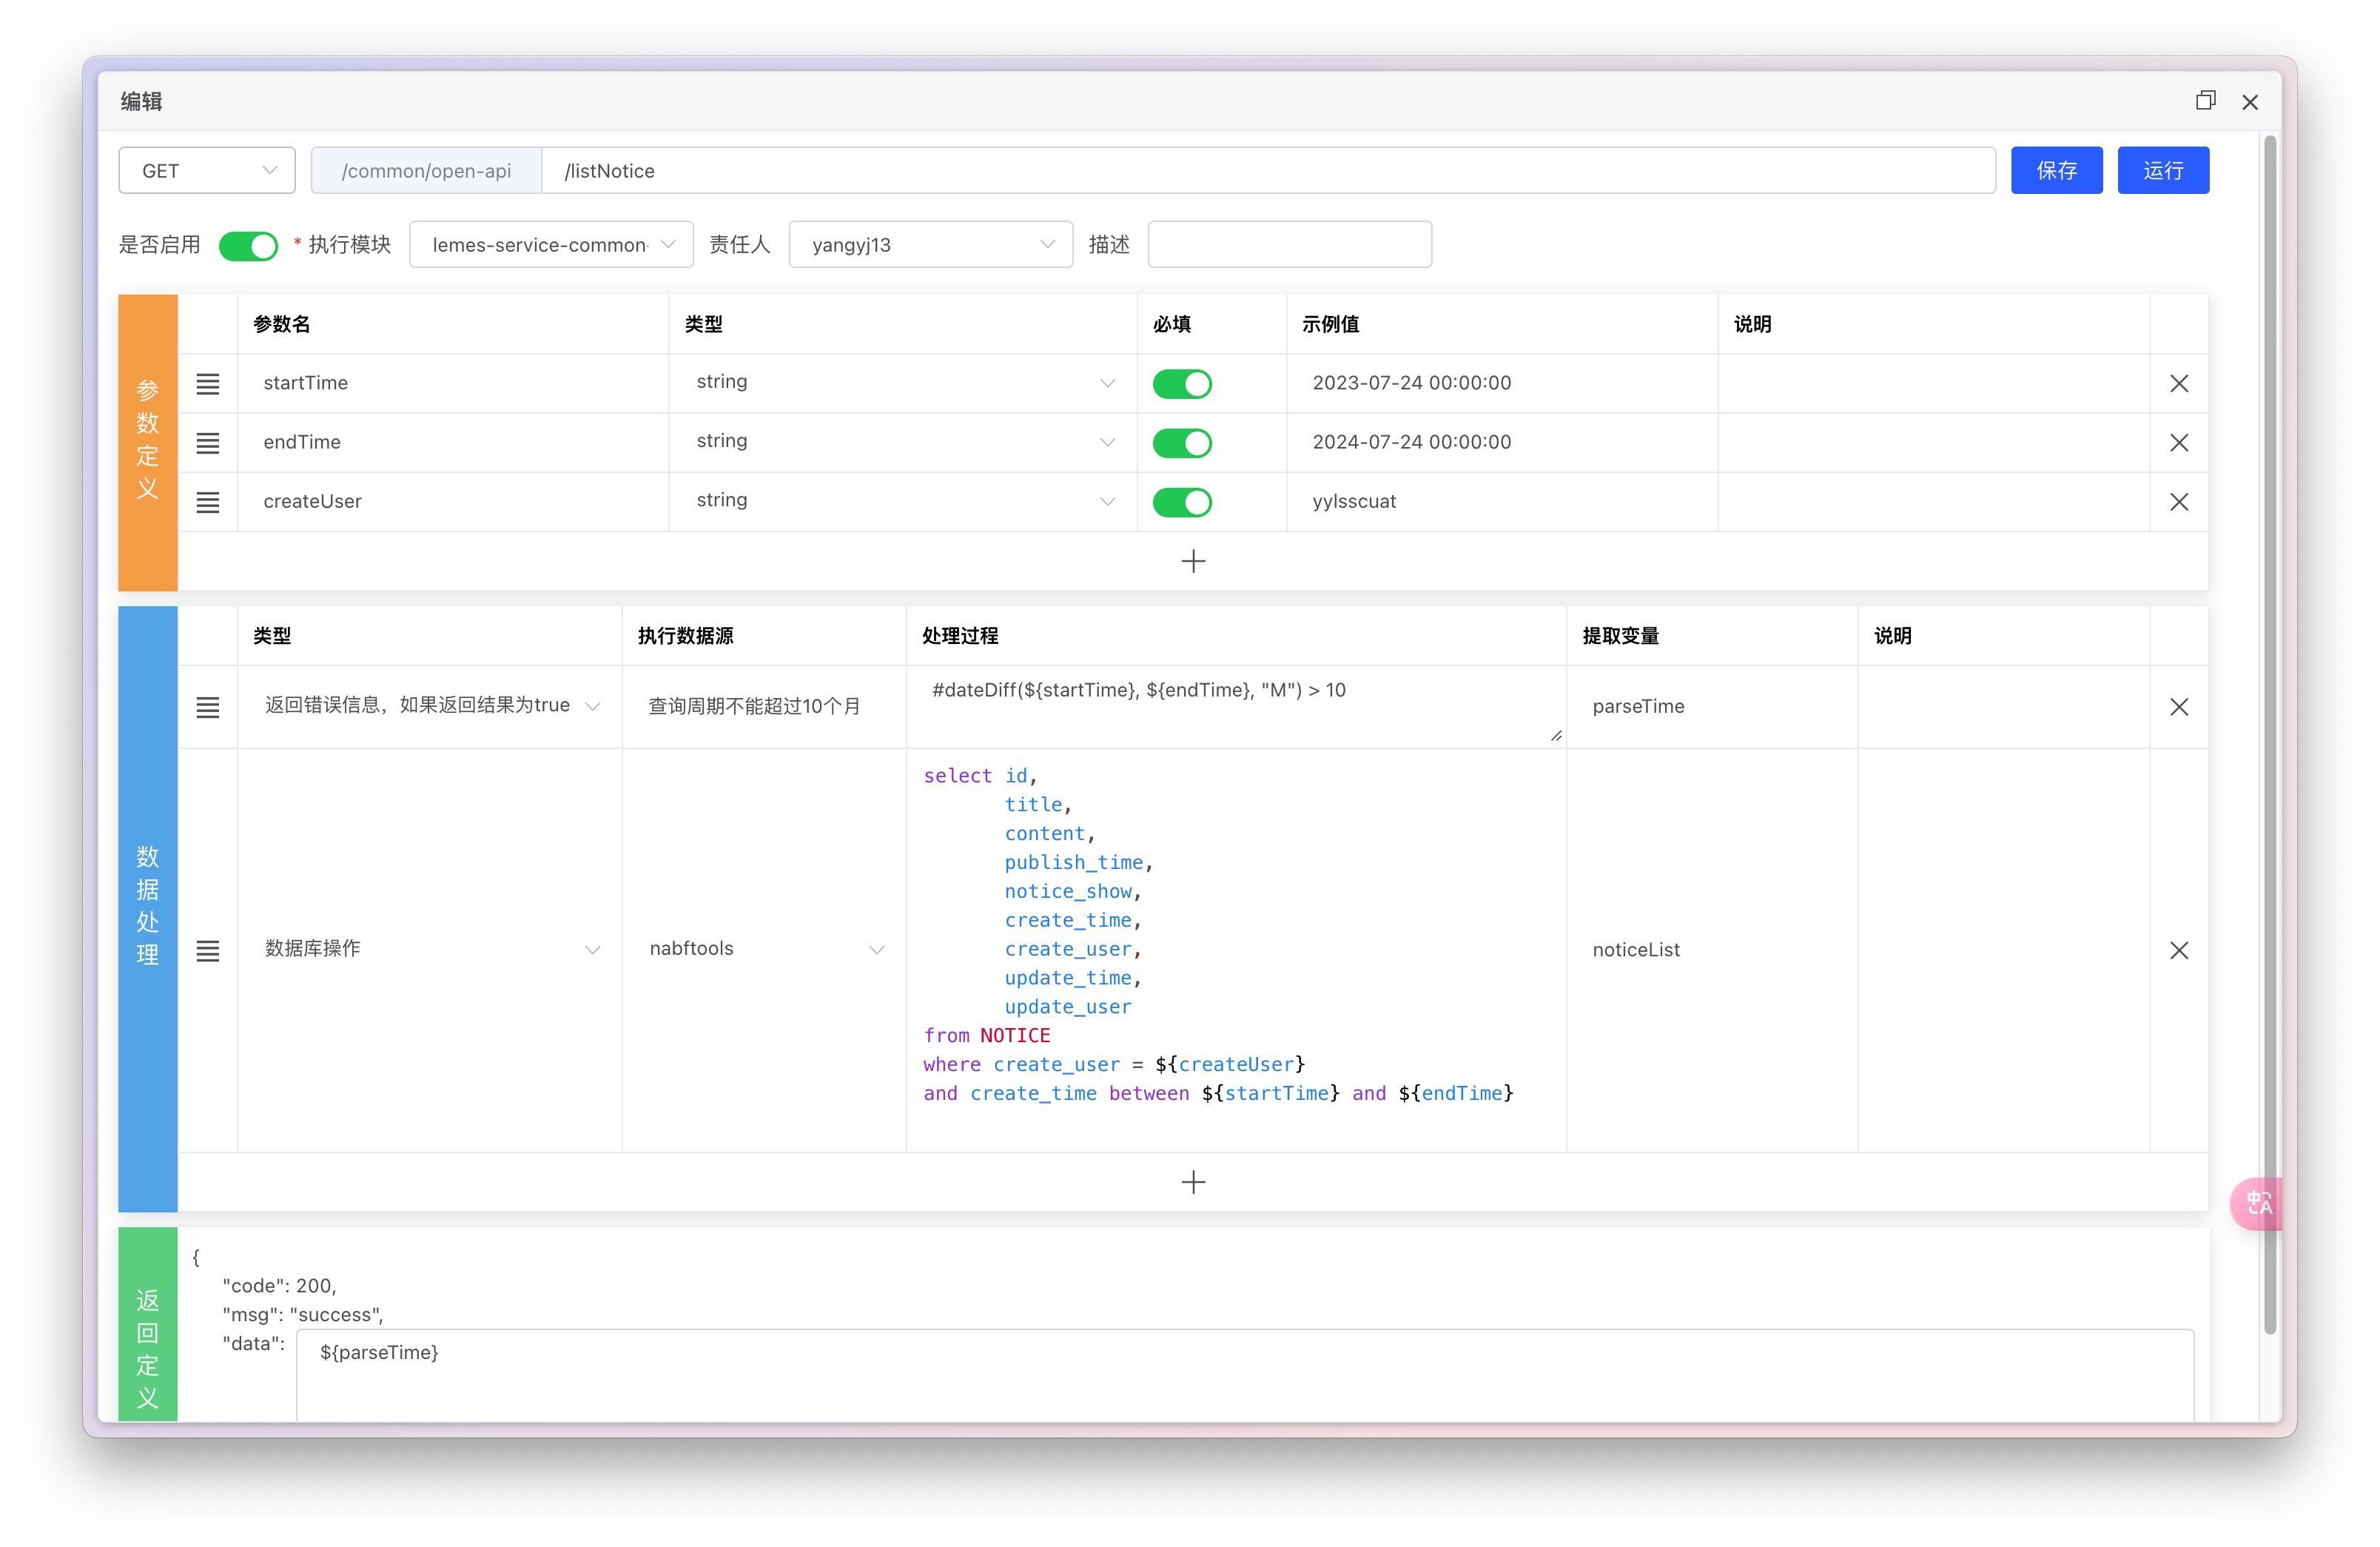 编辑
GET
/common/open-api
/listNotice
保存
运行
是否启用
* 执行模块
lemes-service-common
责任人
yangyj13
描述
参数定义
参数名 类型 必填 示例值 说明
startTime string 2023-07-24 00:00:00
endTime string 2024-07-24 00:00:00
createUser string yylsscuat
数据处理
类型 执行数据源 处理过程 提取变量 说明
返回错误信息，如果返回结果为true 查询周期不能超过10个月 #dateDiff(${startTime}, ${endTime}, "M") > 10 parseTime
数据库操作 nabftools
select id,
title,
content,
publish_time,
notice_show,
create_time,
create_user,
update_time,
update_user
from NOTICE
where create_user = ${createUser}
and create_time between ${startTime} and ${endTime}
noticeList
返回定义
{
"code": 200,
"msg": "success",
"data":
${parseTime}